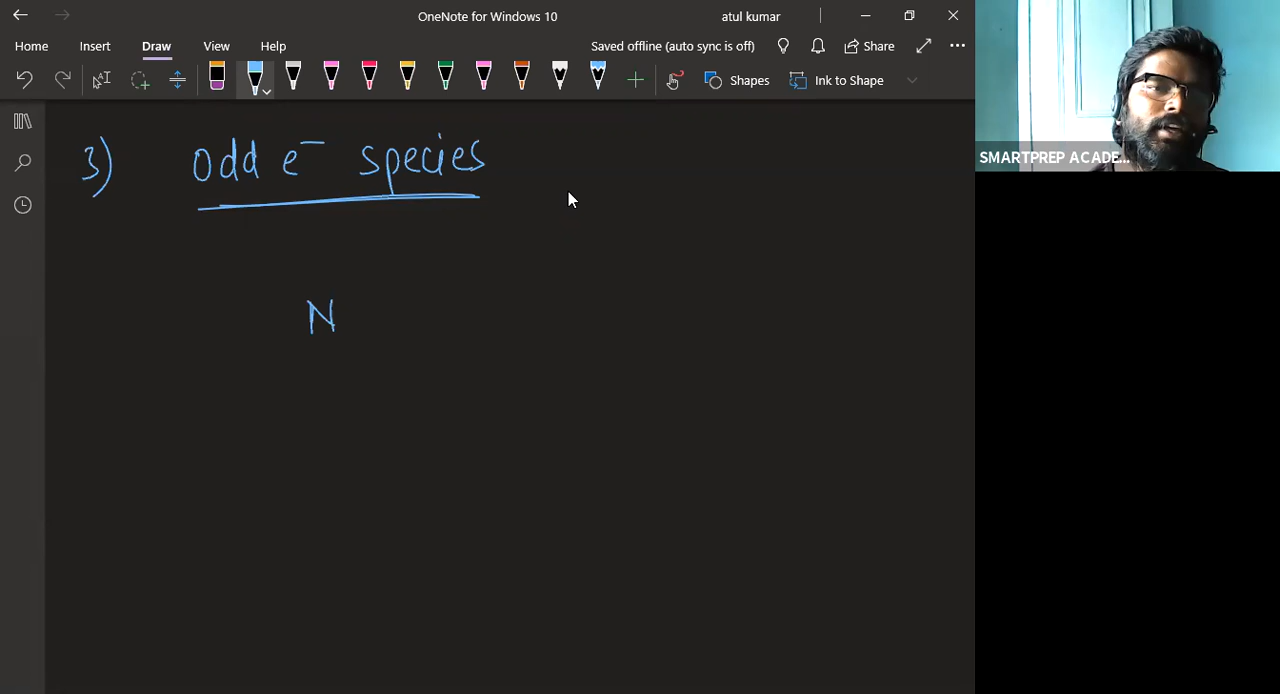 OneNote for Windows 10
atul kumar
Home Insert Draw View Help
Saved offline (auto sync is off)
Share
Shapes
Ink to Shape
SMARTPREP ACADE...
3) odd e⁻ species
N